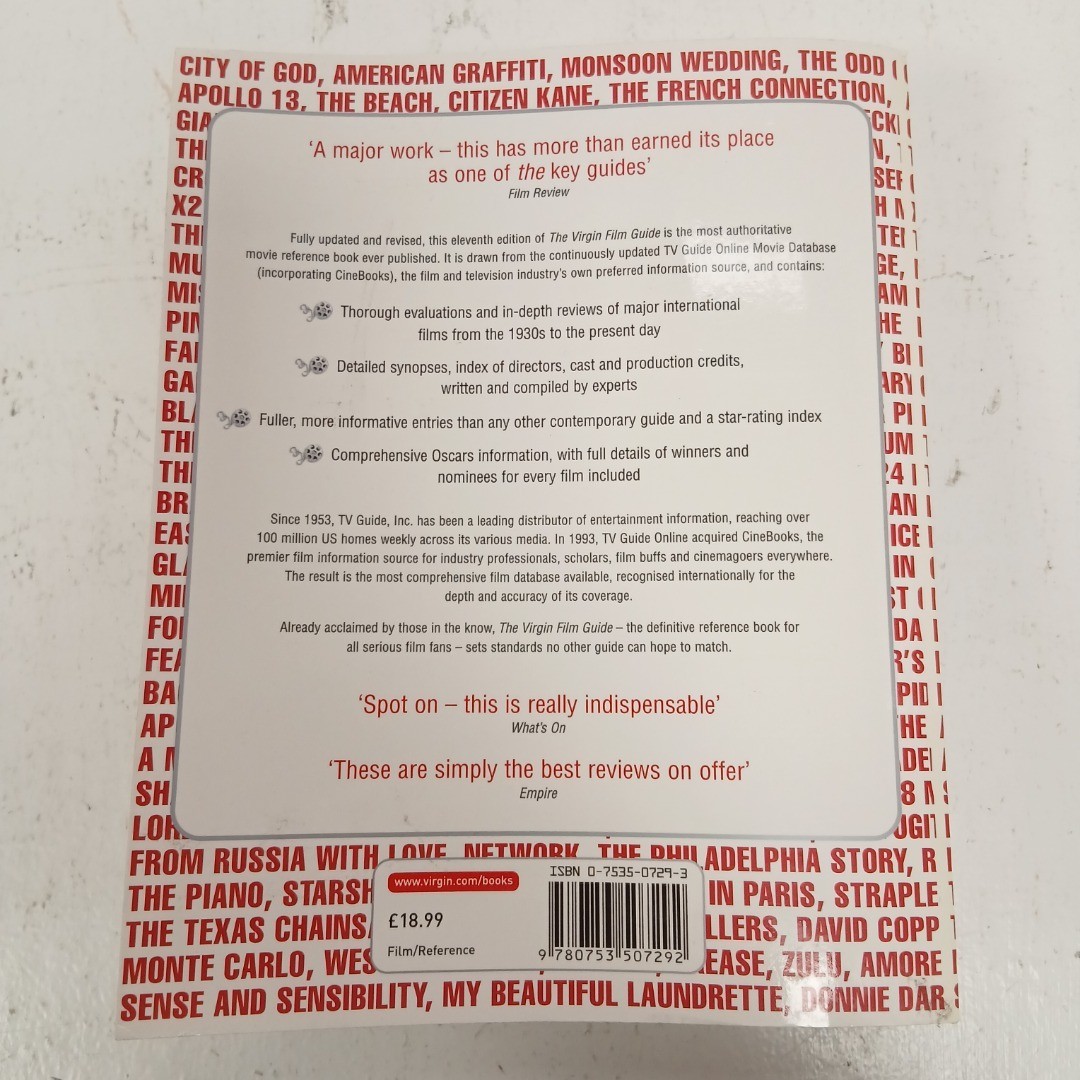 CITY OF GOD, AMERICAN GRAFFITI, MONSOON WEDDING, THE ODD
APOLLO 13, THE BEACH, CITIZEN KANE, THE FRENCH CONNECTION,
'A major work – this has more than earned its place
as one of the key guides'
Film Review
Fully updated and revised, this eleventh edition of The Virgin Film Guide is the most authoritative
movie reference book ever published. It is drawn from the continuously updated TV Guide Online Movie Database
(incorporating CineBooks), the film and television industry's own preferred information source, and contains:
Thorough evaluations and in-depth reviews of major international
films from the 1930s to the present day
Detailed synopses, index of directors, cast and production credits,
written and compiled by experts
Fuller, more informative entries than any other contemporary guide and a star-rating index
Comprehensive Oscars information, with full details of winners and
nominees for every film included
Since 1953, TV Guide, Inc. has been a leading distributor of entertainment information, reaching over
100 million US homes weekly across its various media. In 1993, TV Guide Online acquired CineBooks, the
premier film information source for industry professionals, scholars, film buffs and cinemagoers everywhere.
The result is the most comprehensive film database available, recognised internationally for the
depth and accuracy of its coverage.
Already acclaimed by those in the know, The Virgin Film Guide – the definitive reference book for
all serious film fans – sets standards no other guide can hope to match.
'Spot on – this is really indispensable'
What's On
'These are simply the best reviews on offer'
Empire
FROM RUSSIA WITH LOVE, NETWORK, THE PHILADELPHIA STORY, R
THE PIANO, STARSH IN PARIS, STRAPLE
THE TEXAS CHAINS LLERS, DAVID COPP
MONTE CARLO, WES EASE, ZULU, AMORE
SENSE AND SENSIBILITY, MY BEAUTIFUL LAUNDRETTE, DONNIE DAR
www.virgin.com/books
£18.99
Film/Reference
ISBN 0-7535-0729-3
9 780753 507292